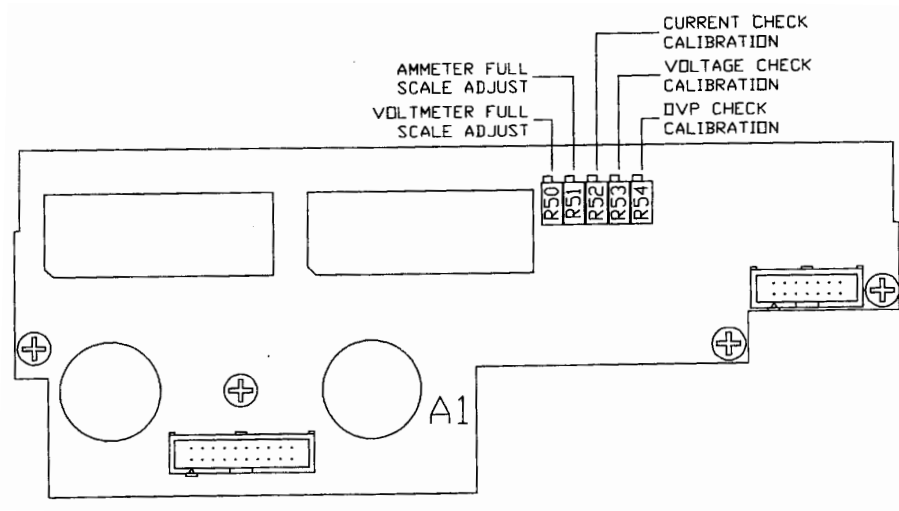 CURRENT CHECK
CALIBRATION
AMMETER FULL
SCALE ADJUST
VOLTAGE CHECK
CALIBRATION
VOLTMETER FULL
SCALE ADJUST
OVP CHECK
CALIBRATION
R50
R51
R52
R53
R54
A1